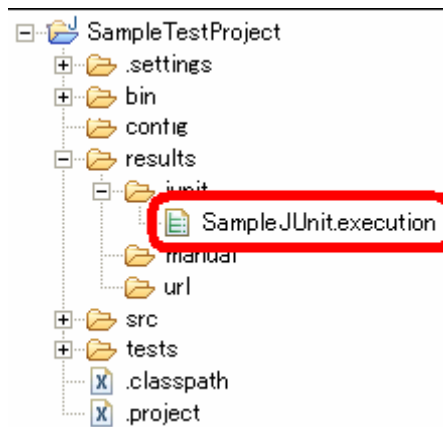 SampleTestProject
.settings
bin
config
results
junit
SampleJUnit.execution
manual
url
src
tests
.classpath
.project